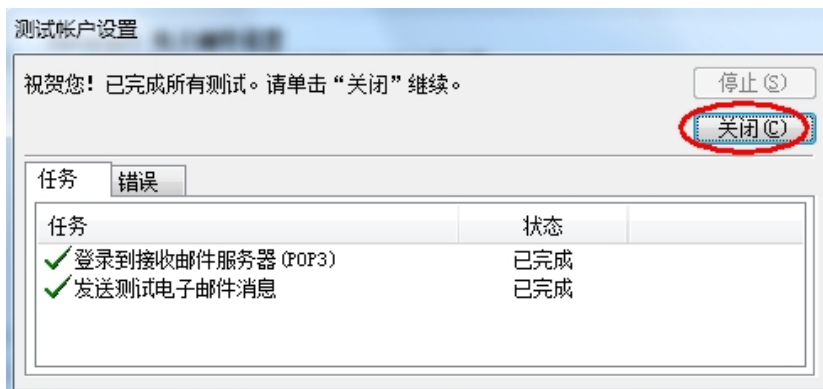 测试帐户设置
祝贺您！已完成所有测试。请单击“关闭”继续。
停止(S)
关闭(C)
任务 错误
任务 状态
登录到接收邮件服务器(POP3) 已完成
发送测试电子邮件消息 已完成